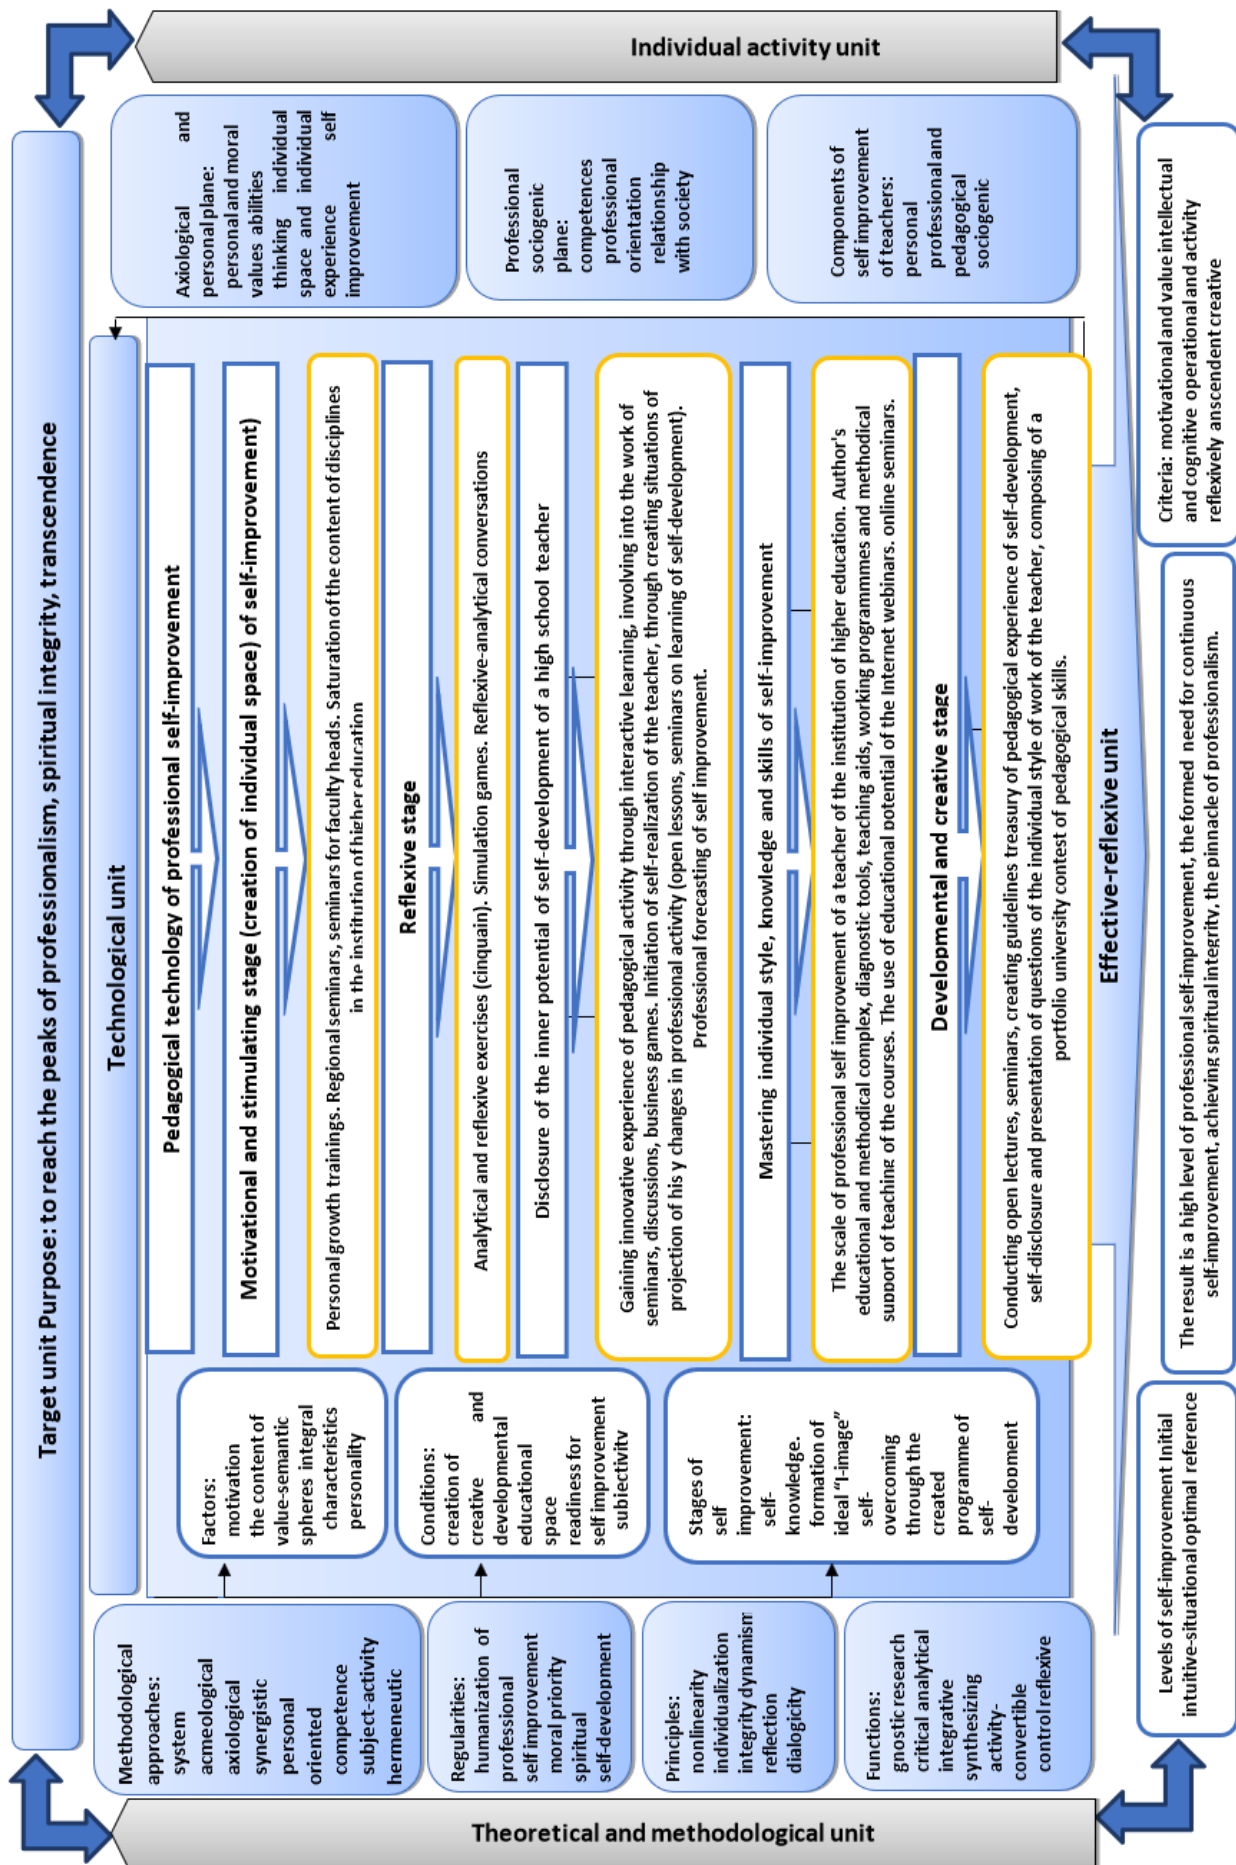 Target unit Purpose: to reach the peaks of professionalism, spiritual integrity, transcendence
Technological unit
Theoretical and methodological unit
Methodological
approaches:
system
acmeological
axiological
synergistic
personal
oriented
competence
subject-activity
hermeneutic
Regularities:
humanization of
professional
self improvement
moral priority
spiritual
self-development
Principles:
nonlinearity
individualization
integrity dynamism
reflection
dialogicity
Functions:
gnostic research
critical analytical
integrative
synthesizing
activity-
convertible
control reflexive
Factors:
motivation
the content of
value-semantic
spheres integral
characteristics
personality
Conditions:
creation of
creative and
developmental
educational
space
readiness for
self improvement
subjectivity
Stages of
self
improvement:
self-
knowledge.
formation of
ideal "I-image"
self-
overcoming
through the
created
programme of
self-
development
Pedagogical technology of professional self-improvement
Motivational and stimulating stage (creation of individual space) of self-improvement)
Personal growth trainings. Regional seminars, seminars for faculty heads. Saturation of the content of disciplines
in the institution of higher education
Reflexive stage
Analytical and reflexive exercises (cinquain). Simulation games. Reflexive-analytical conversations
Disclosure of the inner potential of self-development of a high school teacher
Gaining innovative experience of pedagogical activity through interactive learning, involving into the work of
seminars, discussions, business games. Initiation of self-realization of the teacher, through creating situations of
projection of his y changes in professional activity (open lessons, seminars on learning of self-development).
Professional forecasting of self improvement.
Mastering individual style, knowledge and skills of self-improvement
The scale of professional self improvement of a teacher of the institution of higher education. Author's
educational and methodical complex, diagnostic tools, teaching aids, working programmes and methodical
support of teaching of the courses. The use of educational potential of the Internet webinars. online seminars.
Developmental and creative stage
Conducting open lectures, seminars, creating guidelines treasury of pedagogical experience of self-development,
self-disclosure and presentation of questions of the individual style of work of the teacher, composing of a
portfolio university contest of pedagogical skills.
Individual activity unit
Axiological and
personal plane:
personal and moral
values abilities
thinking individual
space and individual
experience self
improvement
Professional
sociogenic
plane:
competences
professional
orientation
relationship
with society
Components of
self improvement
of teachers:
personal
professional and
pedagogical
sociogenic
Effective-reflexive unit
Levels of self-improvement Initial
intuitive-situational optimal reference
The result is a high level of professional self-improvement, the formed need for continuous
self-improvement, achieving spiritual integrity, the pinnacle of professionalism.
Criteria: motivational and value intellectual
and cognitive operational and activity
reflexively anscendent creative